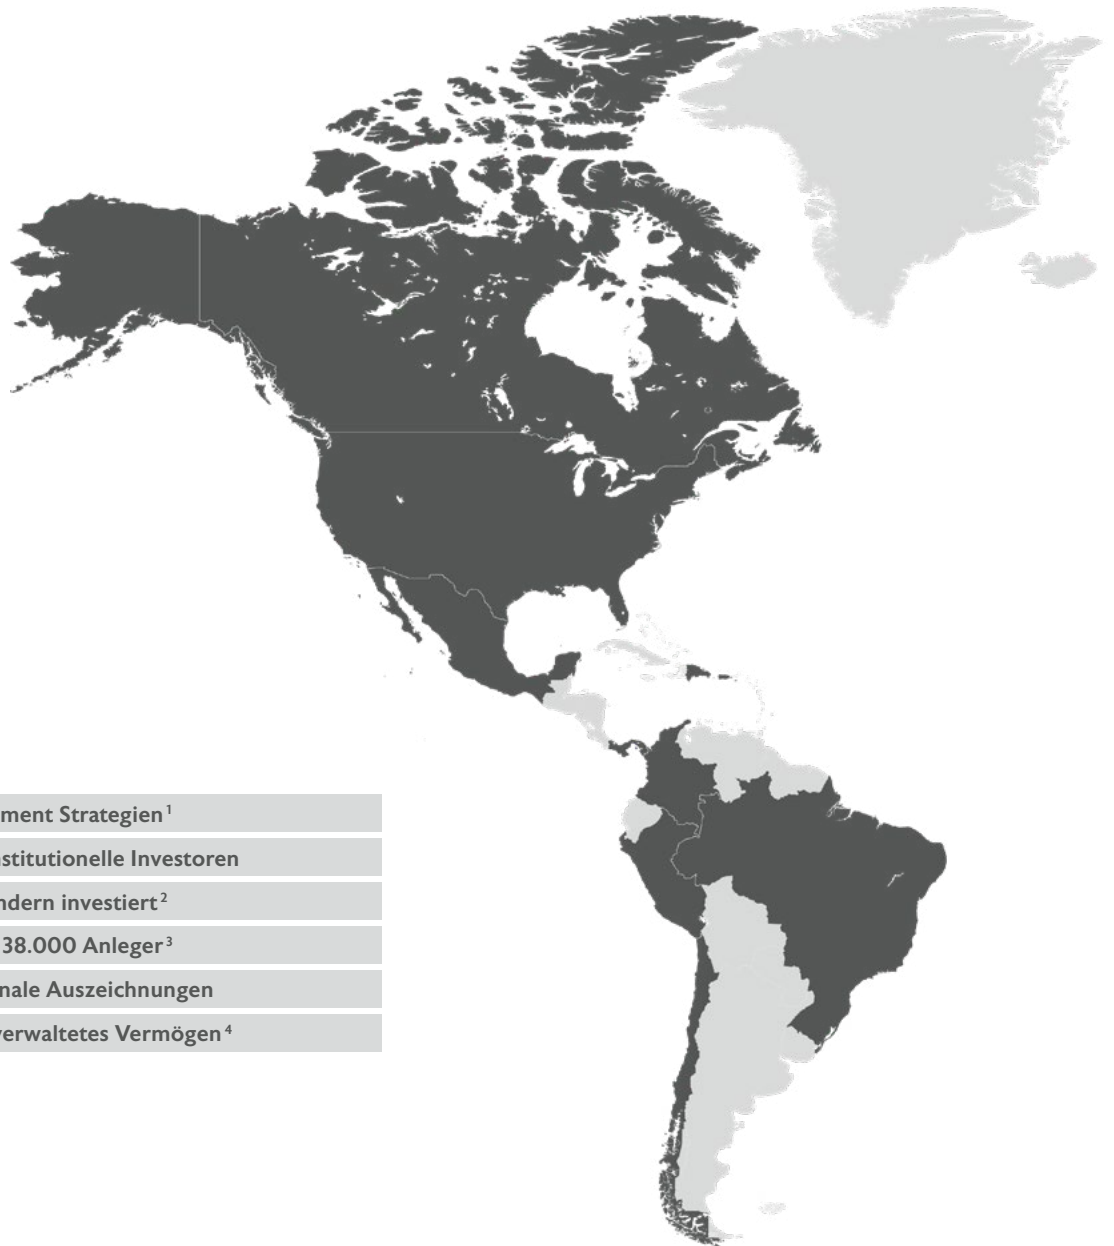 ment Strategien¹
stitutionelle Investoren
ndern investiert²
38.000 Anleger³
nale Auszeichnungen
verwaltetes Vermögen⁴